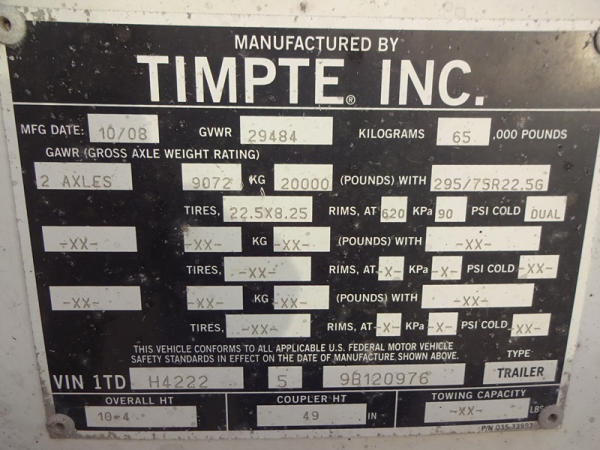 MANUFACTURED BY
TIMPTE® INC.
MFG DATE: 10/08 GVWR 29484 KILOGRAMS 65 ,000 POUNDS
GAWR (GROSS AXLE WEIGHT RATING)
2 AXLES 9072 KG 20000 (POUNDS) WITH 295/75R22.5G
TIRES, 22.5X8.25 RIMS, AT 620 KPa 90 PSI COLD DUAL
-XX- -XX- KG -XX- (POUNDS) WITH -XX-
TIRES, -XX- RIMS, AT -X- KPa -X- PSI COLD -XX-
-XX- -XX- KG -XX- (POUNDS) WITH -XX-
TIRES, -XX- RIMS, AT -X- KPa -X- PSI COLD -XX-
THIS VEHICLE CONFORMS TO ALL APPLICABLE U.S. FEDERAL MOTOR VEHICLE
SAFETY STANDARDS IN EFFECT ON THE DATE OF MANUFACTURE SHOWN ABOVE.
TYPE
TRAILER
VIN 1TD H4222 5 9B120976
OVERALL HT COUPLER HT TOWING CAPACITY
10-4 49 IN -XX- LBS
P/N